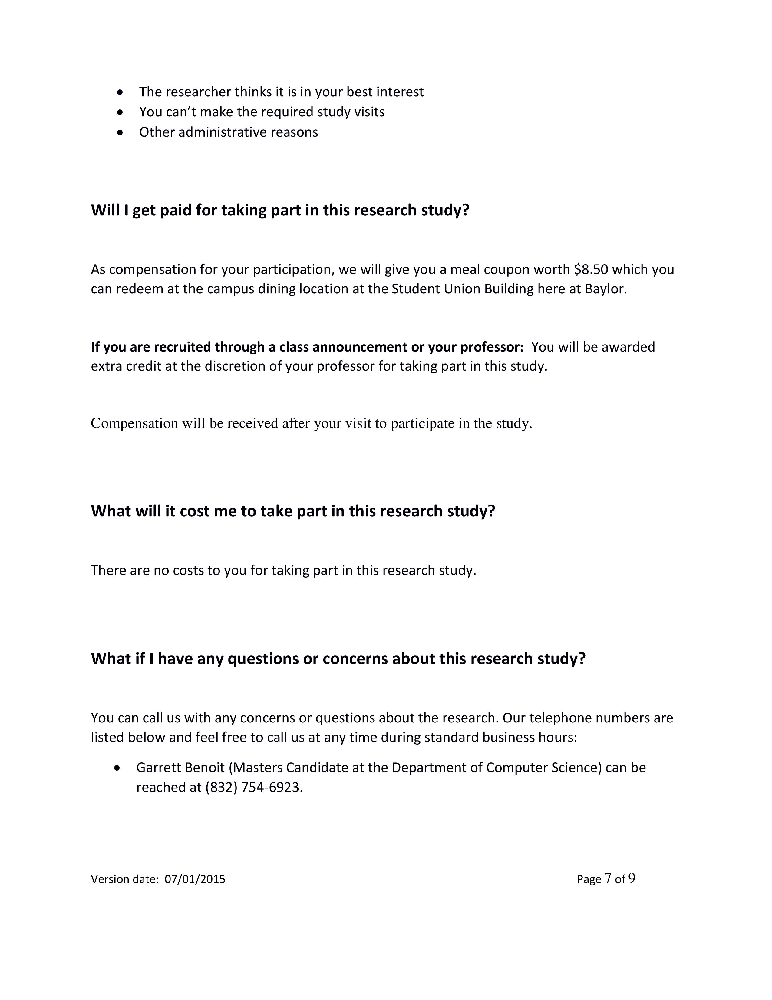 • The researcher thinks it is in your best interest
• You can’t make the required study visits
• Other administrative reasons
Will I get paid for taking part in this research study?
As compensation for your participation, we will give you a meal coupon worth $8.50 which you
can redeem at the campus dining location at the Student Union Building here at Baylor.
If you are recruited through a class announcement or your professor:  You will be awarded
extra credit at the discretion of your professor for taking part in this study.
Compensation will be received after your visit to participate in the study.
What will it cost me to take part in this research study?
There are no costs to you for taking part in this research study.
What if I have any questions or concerns about this research study?
You can call us with any concerns or questions about the research. Our telephone numbers are
listed below and feel free to call us at any time during standard business hours:
• Garrett Benoit (Masters Candidate at the Department of Computer Science) can be
reached at (832) 754-6923.
Version date:  07/01/2015 Page 7 of 9